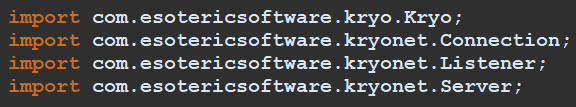 import com.esotericsoftware.kryo.Kryo;
import com.esotericsoftware.kryonet.Connection;
import com.esotericsoftware.kryonet.Listener;
import com.esotericsoftware.kryonet.Server;